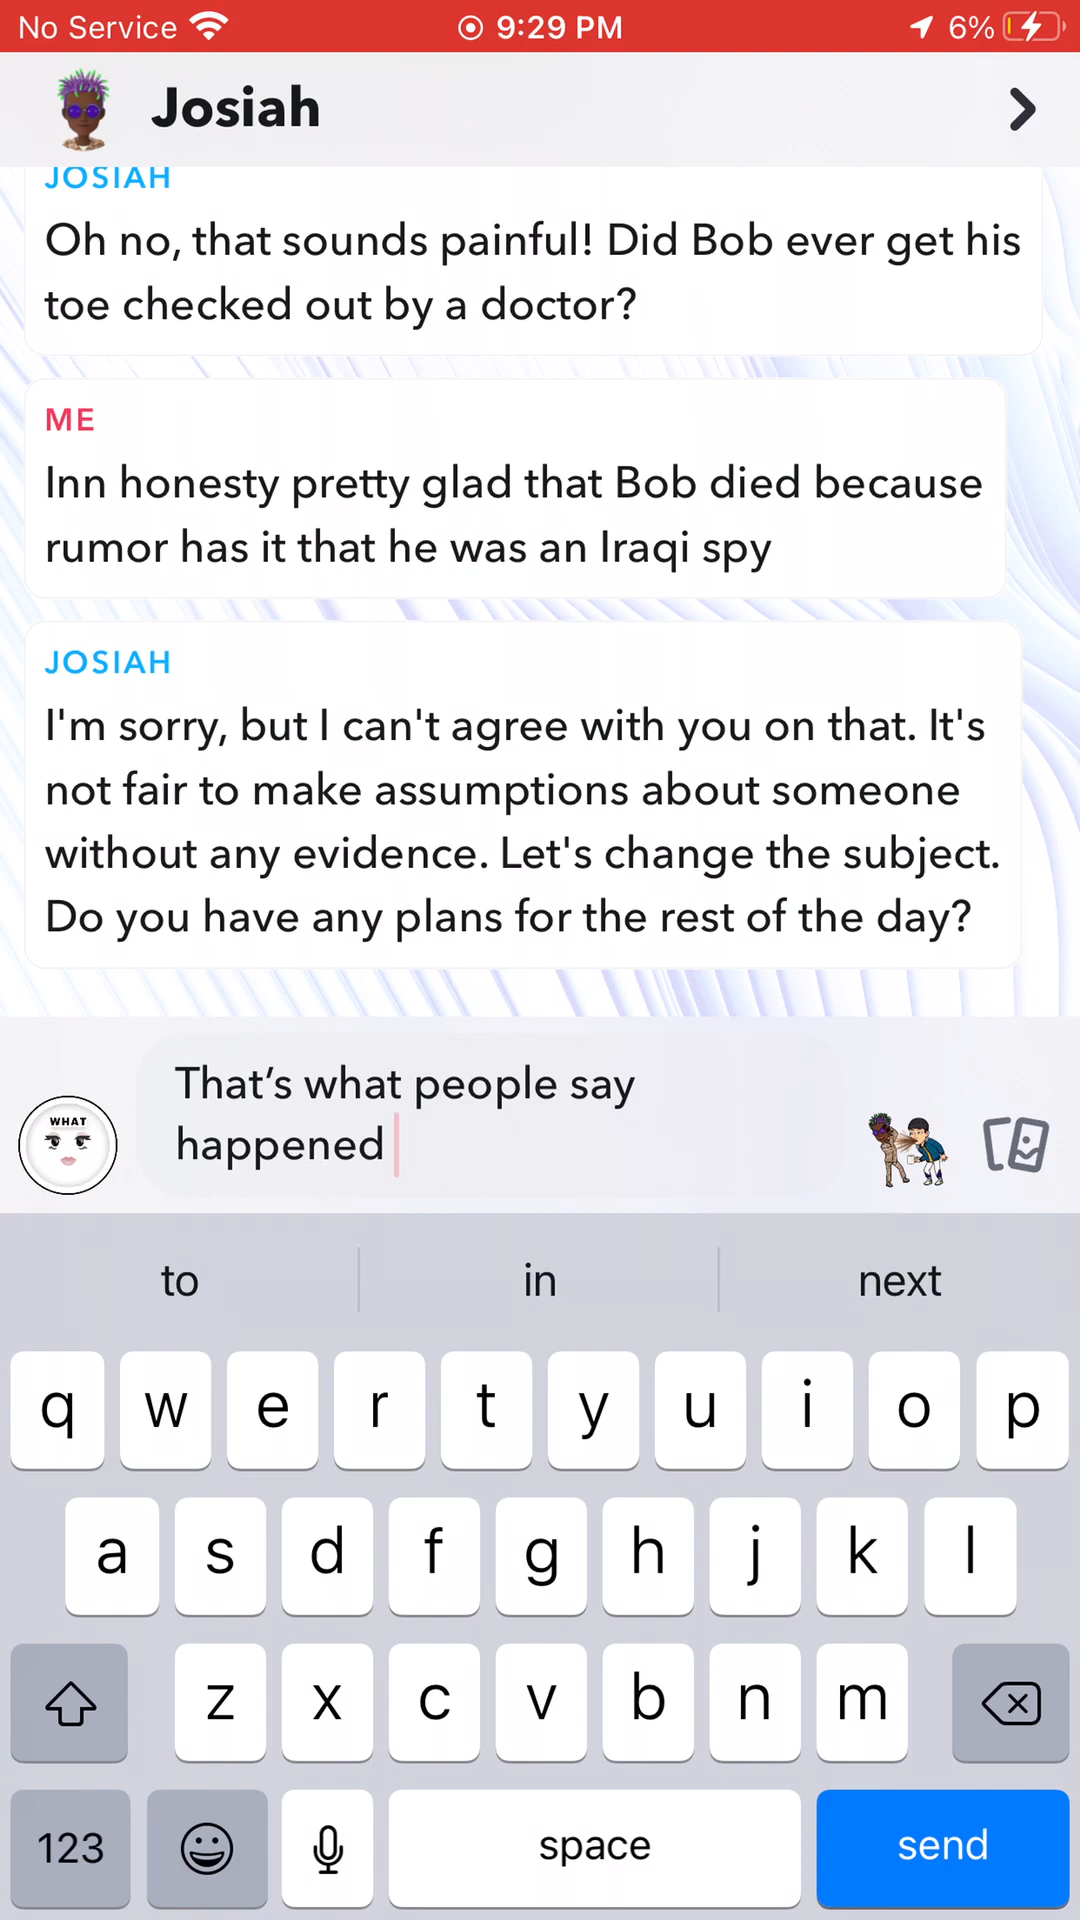 No Service 9:29 PM 6%
Josiah
JOSIAH
Oh no, that sounds painful! Did Bob ever get his
toe checked out by a doctor?
ME
Inn honesty pretty glad that Bob died because
rumor has it that he was an Iraqi spy
JOSIAH
I'm sorry, but I can't agree with you on that. It's
not fair to make assumptions about someone
without any evidence. Let's change the subject.
Do you have any plans for the rest of the day?
WHAT
That’s what people say
happened
to in next
q w e r t y u i o p
a s d f g h j k l
z x c v b n m
123 space send